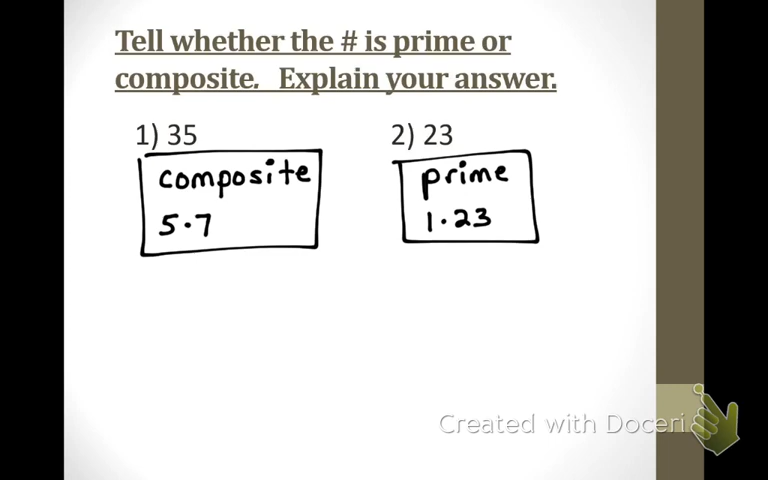 Tell whether the # is prime or
composite. Explain your answer.
1) 35
composite
5·7
2) 23
prime
1·23
Created with Doceri